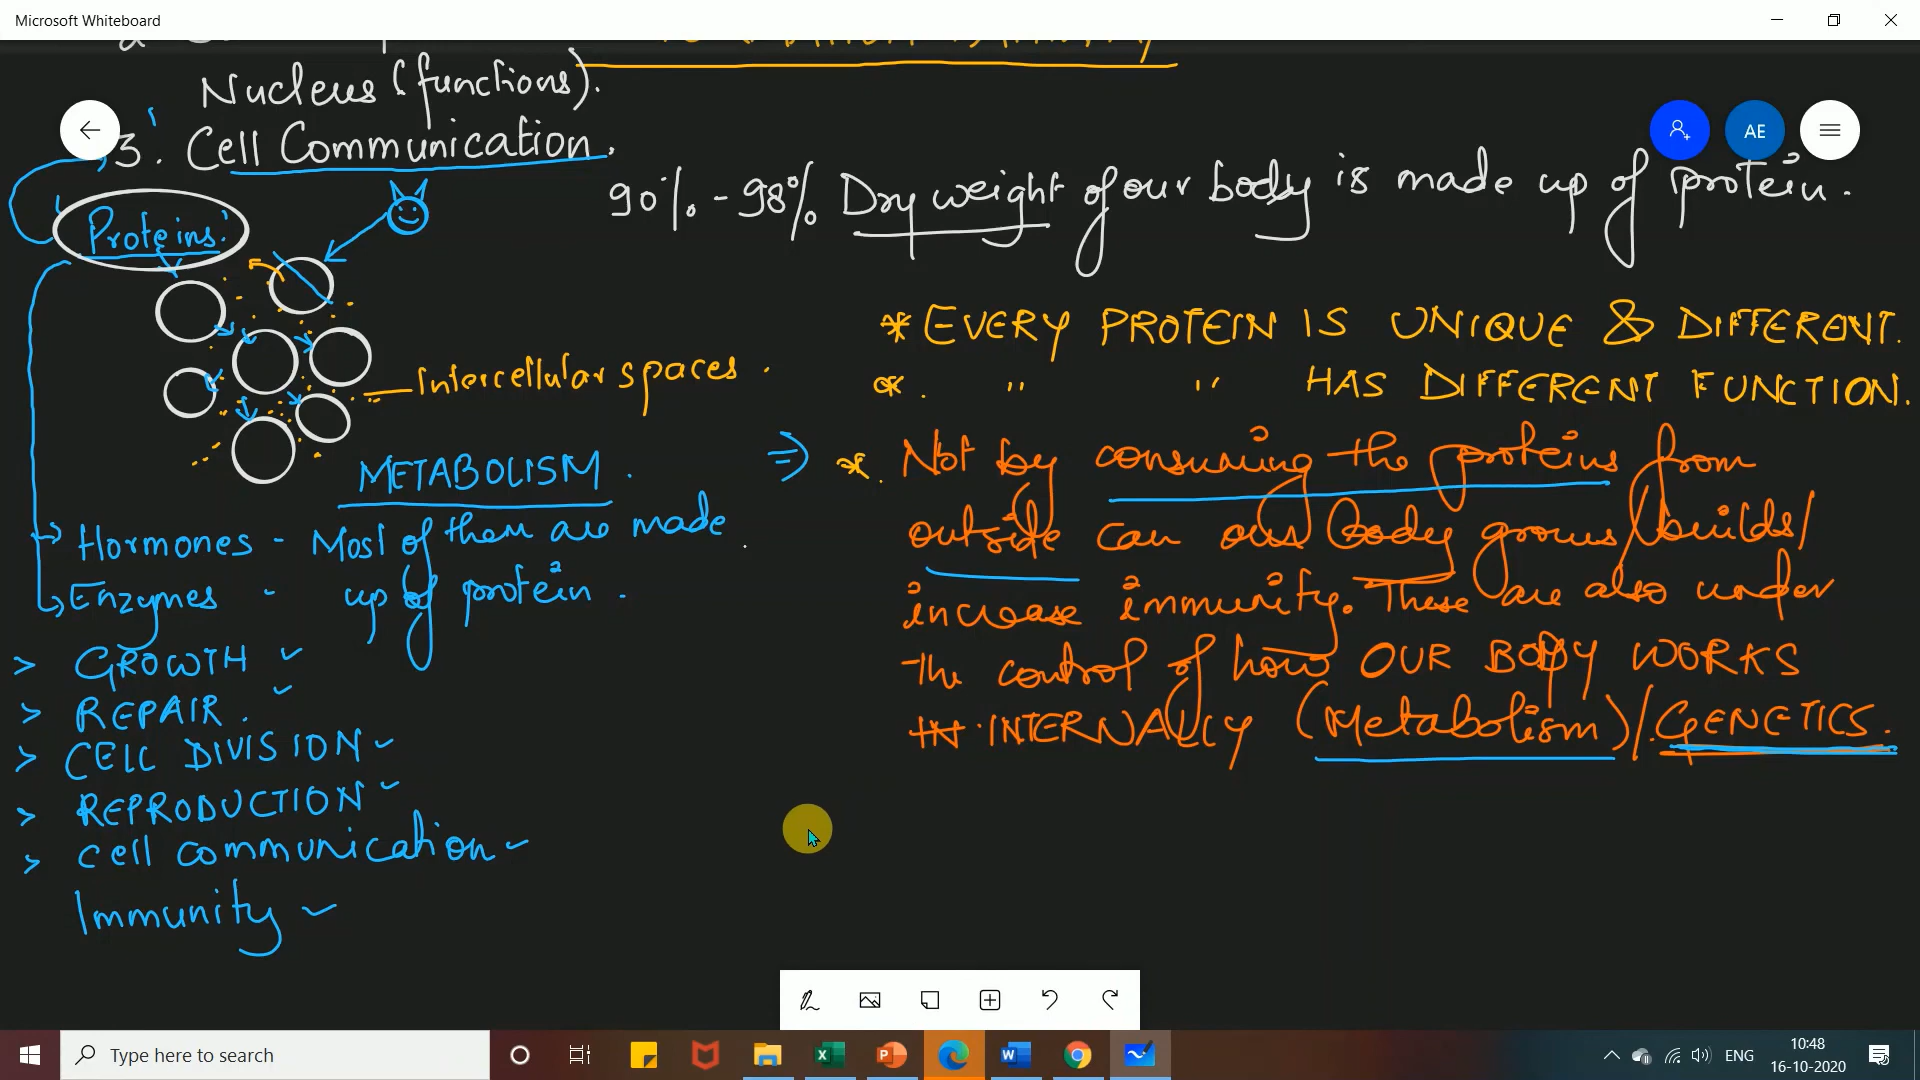 Microsoft Whiteboard
Nucleus (functions).
3. Cell Communication.
90% - 98% Dry weight of our body is made up of protein.
Proteins.
Intercellular spaces.
* EVERY PROTEIN IS UNIQUE & DIFFERENT.
* " " HAS DIFFERENT FUNCTION.
⇒ * Not by consuming the proteins from
outside can our body grows/builds/
increase immunity. These are also under
the control of how OUR BODY WORKS
IN INTERNALLY (Metabolism)/GENETICS.
METABOLISM.
Hormones - Most of them are made
Enzymes - up of protein.
> GROWTH ✓
> REPAIR. ✓
> CELL DIVISION ✓
> REPRODUCTION ✓
> Cell communication ✓
Immunity ✓
AE
Type here to search
ENG
10:48
16-10-2020